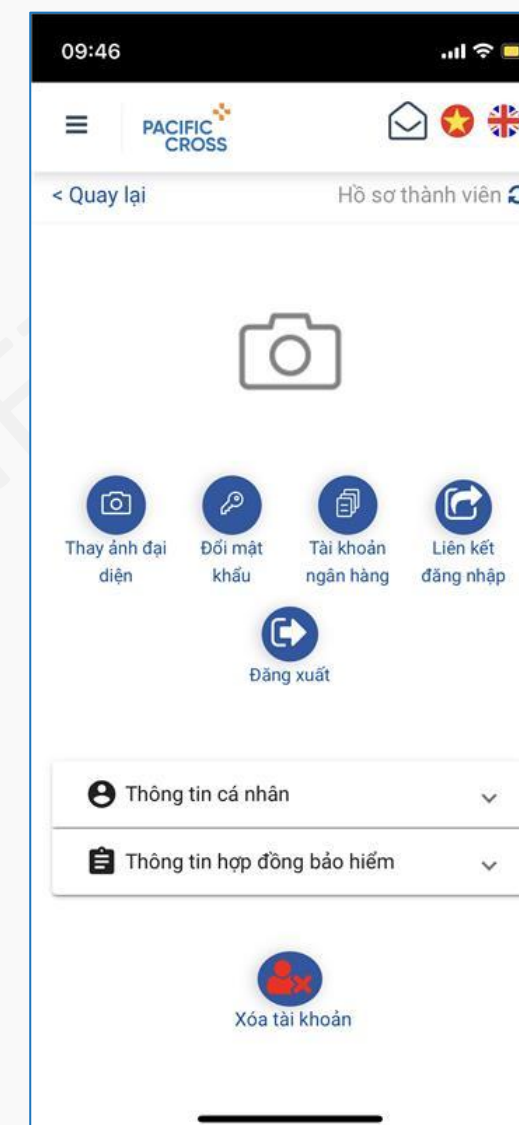 09:46
PACIFIC
CROSS
< Quay lại
Hồ sơ thành viên
Thay ảnh đại
diện
Đổi mật
khẩu
Tài khoản
ngân hàng
Liên kết
đăng nhập
Đăng xuất
Thông tin cá nhân
Thông tin hợp đồng bảo hiểm
Xóa tài khoản